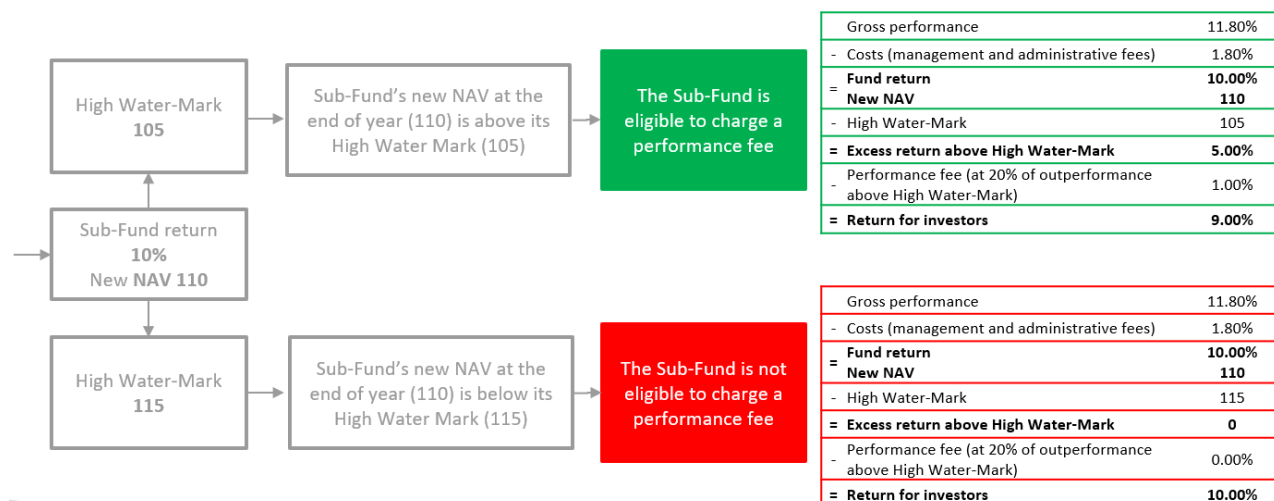 High Water-Mark
105
Sub-Fund's new NAV at the
end of year (110) is above its
High Water Mark (105)
The Sub-Fund is
eligible to charge a
performance fee
Gross performance 11.80%
- Costs (management and administrative fees) 1.80%
= Fund return 10.00%
New NAV 110
- High Water-Mark 105
= Excess return above High Water-Mark 5.00%
- Performance fee (at 20% of outperformance
above High Water-Mark) 1.00%
= Return for investors 9.00%
Sub-Fund return
10%
New NAV 110
High Water-Mark
115
Sub-Fund's new NAV at the
end of year (110) is below its
High Water Mark (115)
The Sub-Fund is not
eligible to charge a
performance fee
Gross performance 11.80%
- Costs (management and administrative fees) 1.80%
= Fund return 10.00%
New NAV 110
- High Water-Mark 115
= Excess return above High Water-Mark 0
- Performance fee (at 20% of outperformance
above High Water-Mark) 0.00%
= Return for investors 10.00%